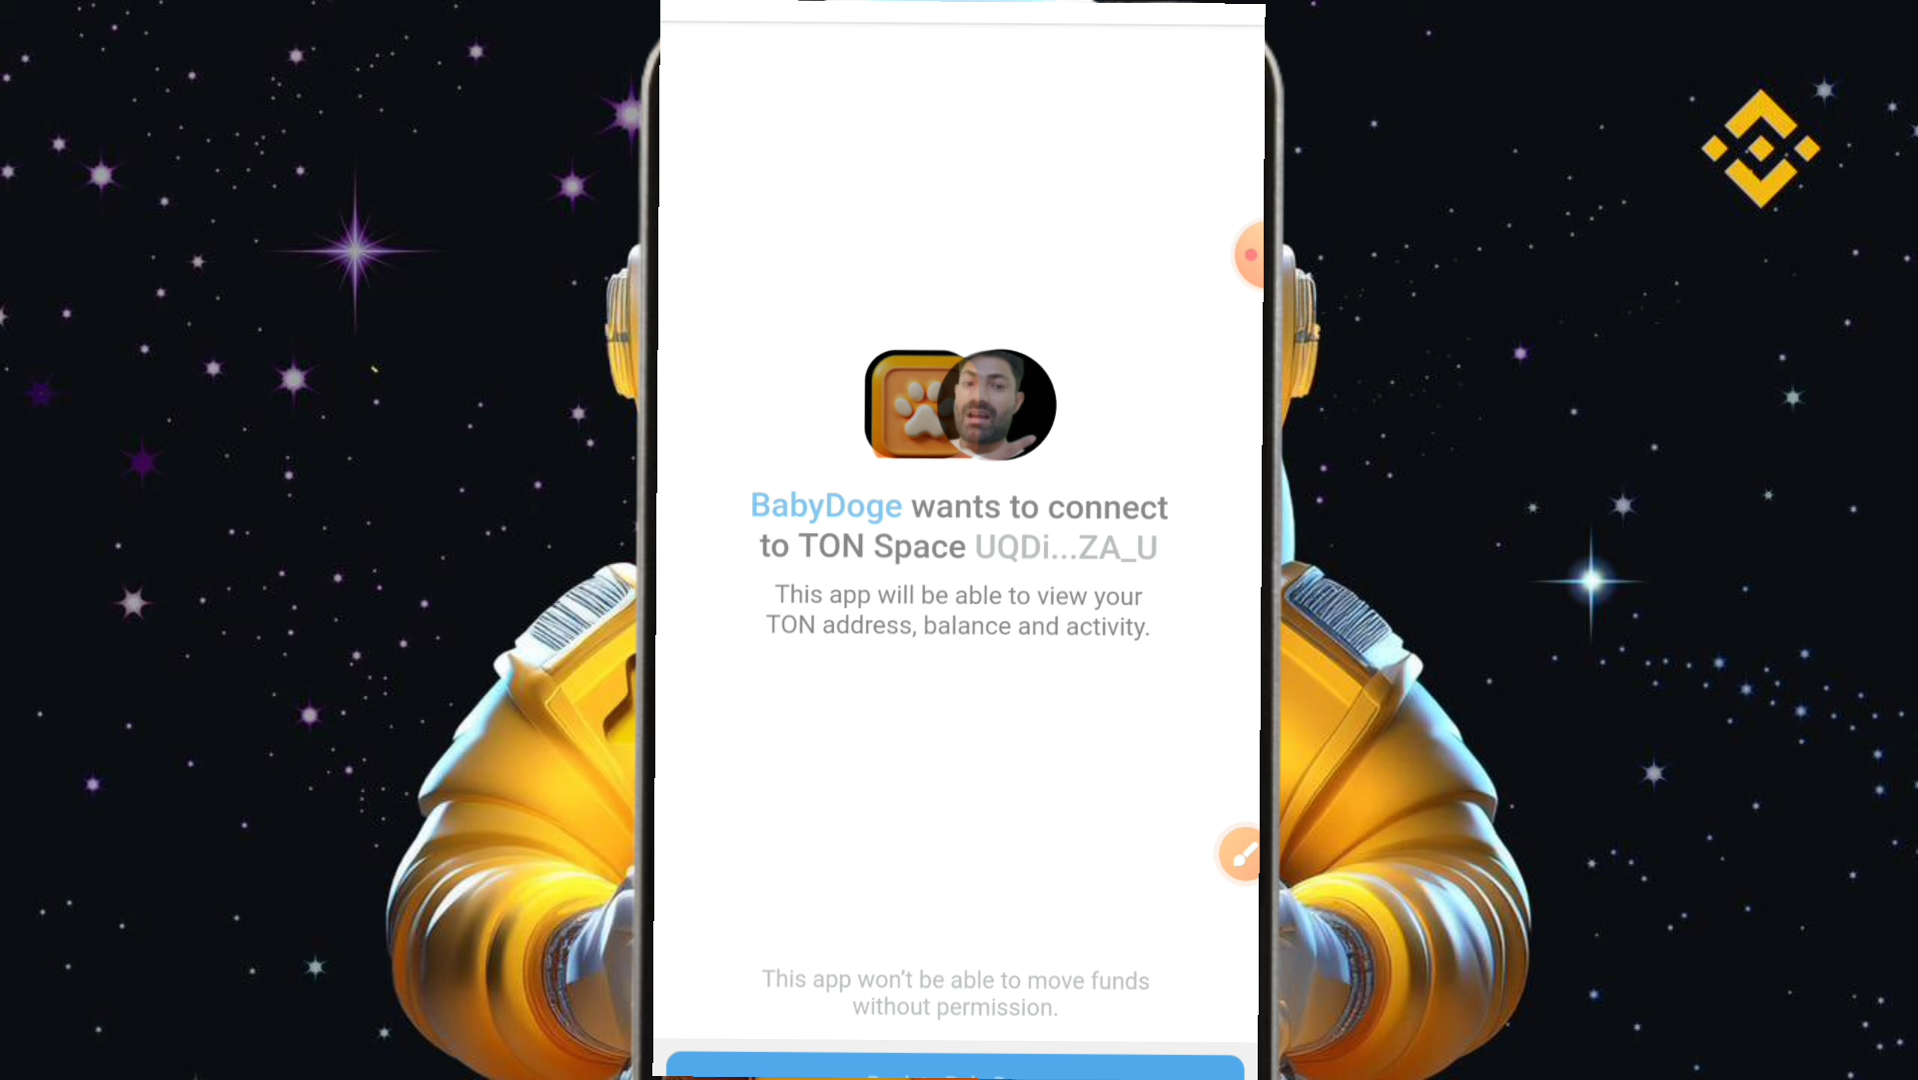 BabyDoge wants to connect
to TON Space UQDi...ZA_U
This app will be able to view your
TON address, balance and activity.
This app won't be able to move funds
without permission.